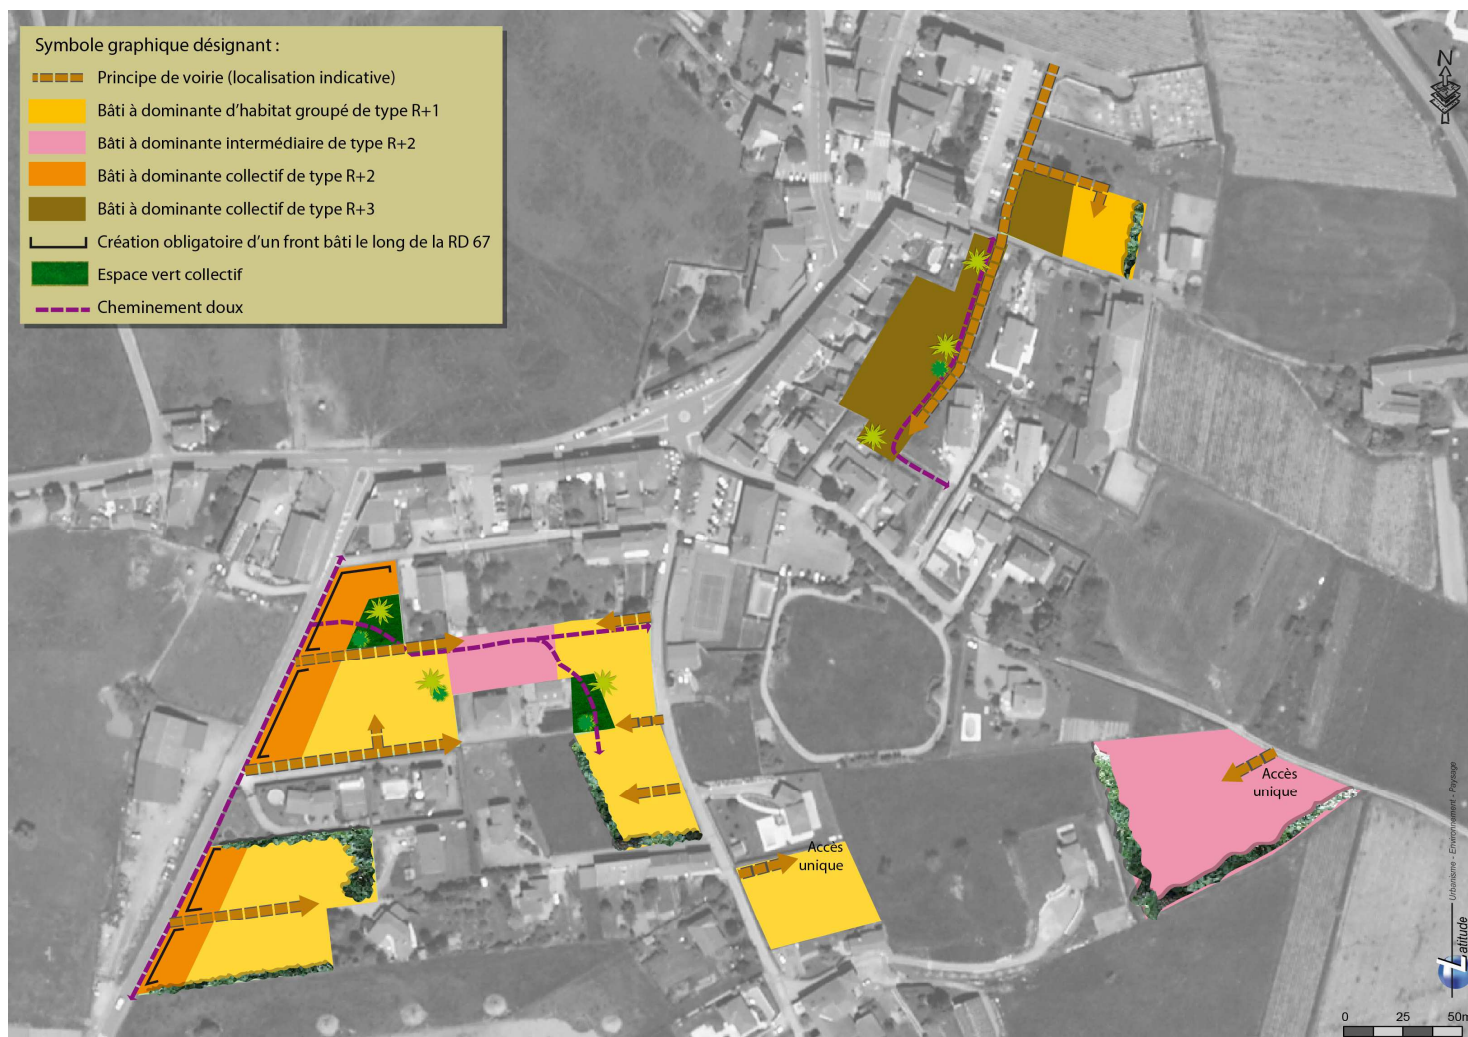 Symbole graphique désignant :
Principe de voirie (localisation indicative)
Bâti à dominante d'habitat groupé de type R+1
Bâti à dominante intermédiaire de type R+2
Bâti à dominante collectif de type R+2
Bâti à dominante collectif de type R+3
Création obligatoire d'un front bâti le long de la RD 67
Espace vert collectif
Cheminement doux
N
Accès
unique
Accès
unique
Urbanisme - Environnement - Paysage
Latitude
0 25 50m